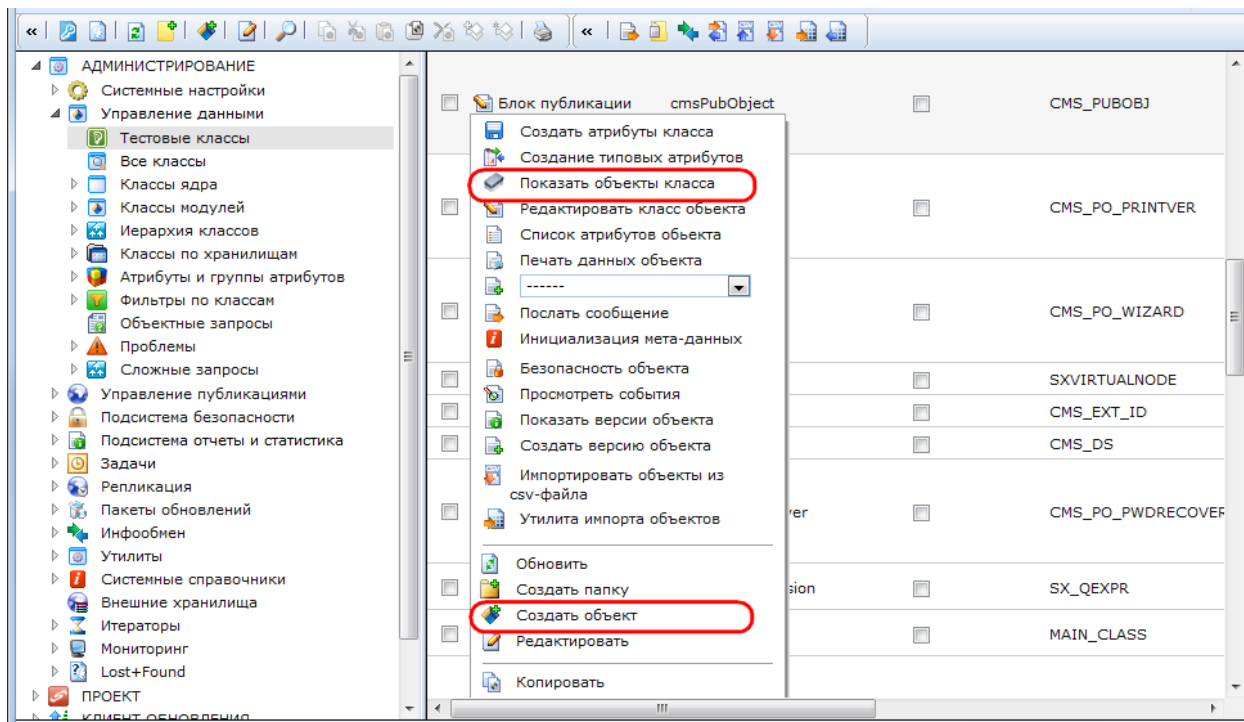 АДМИНИСТРИРОВАНИЕ
Системные настройки
Управление данными
Тестовые классы
Все классы
Классы ядра
Классы модулей
Иерархия классов
Классы по хранилищам
Атрибуты и группы атрибутов
Фильтры по классам
Объектные запросы
Проблемы
Сложные запросы
Управление публикациями
Подсистема безопасности
Подсистема отчеты и статистика
Задачи
Репликация
Пакеты обновлений
Инфообмен
Утилиты
Системные справочники
Внешние хранилища
Итераторы
Мониторинг
Lost+Found
ПРОЕКТ
КЛИЕНТ ОБНОВЛЕНИЯ
Блок публикации cmsPubObject CMS_PUBOBJ
Создать атрибуты класса
Создание типовых атрибутов
Показать объекты класса
Редактировать класс объекта CMS_PO_PRINTVER
Список атрибутов объекта
Печать данных объекта
------
Послать сообщение CMS_PO_WIZARD
Инициализация мета-данных
Безопасность объекта
SXVIRTUALNODE
Просмотреть события
Показать версии объекта CMS_EXT_ID
Создать версию объекта CMS_DS
Импортировать объекты из
csv-файла
Утилита импорта объектов ver CMS_PO_PWDRECOVER
Обновить
Создать папку sion SX_QEXPR
Создать объект
Редактировать MAIN_CLASS
Копировать